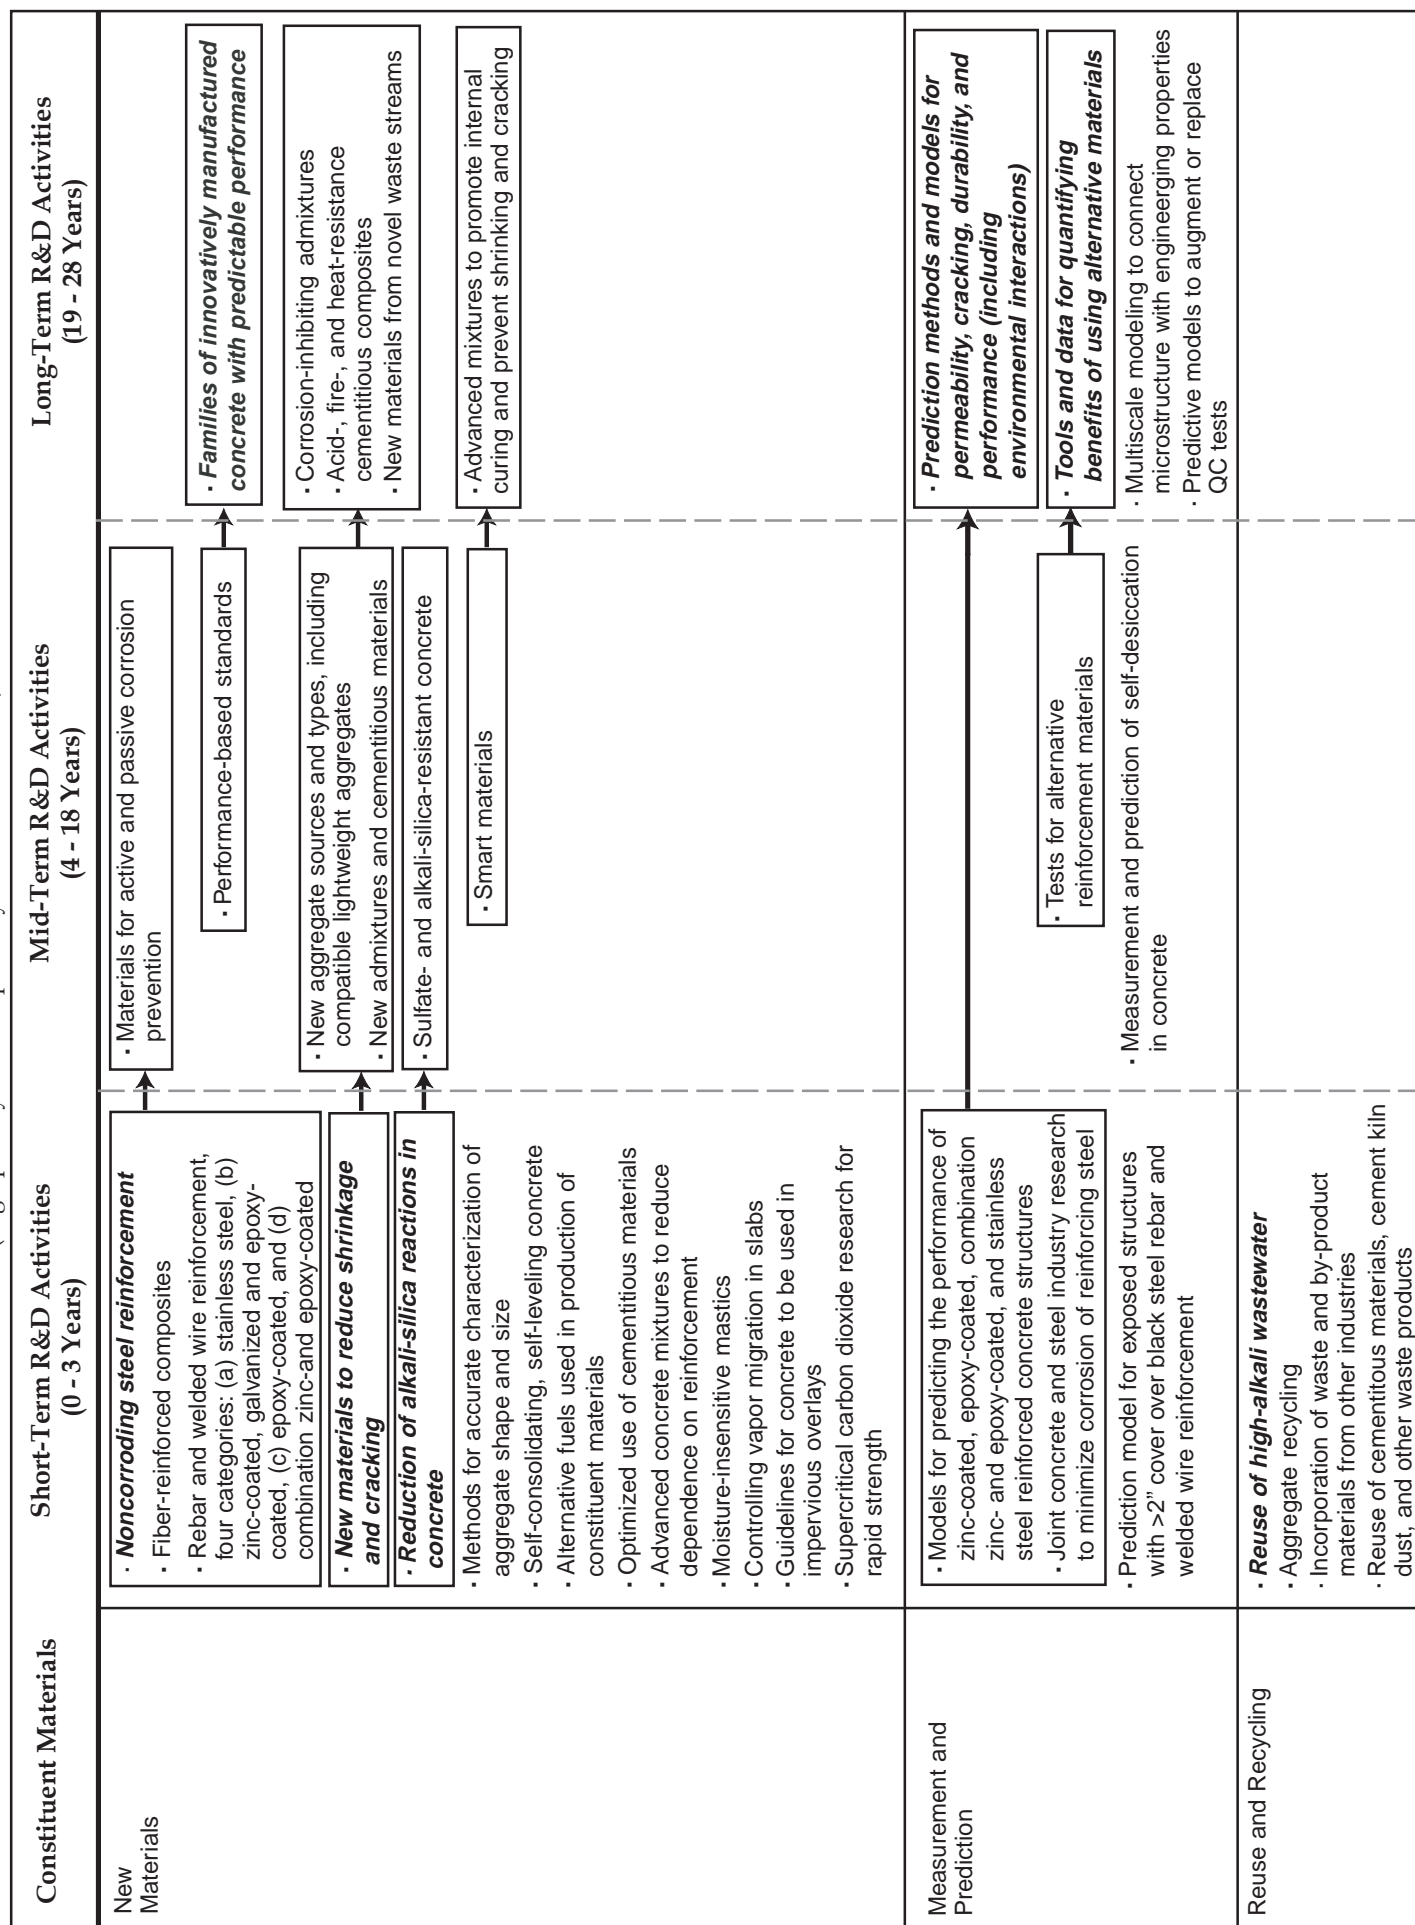 Constituent Materials
Short-Term R&D Activities
(0 - 3 Years)
Mid-Term R&D Activities
(4 - 18 Years)
Long-Term R&D Activities
(19 - 28 Years)
New
Materials
· Noncorroding steel reinforcement
· Fiber-reinforced composites
· Rebar and welded wire reinforcement,
four categories: (a) stainless steel, (b)
zinc-coated, galvanized and epoxy-
coated, (c) epoxy-coated, and (d)
combination zinc-and epoxy-coated
· New materials to reduce shrinkage
and cracking
· Reduction of alkali-silica reactions in
concrete
· Methods for accurate characterization of
aggregate shape and size
· Self-consolidating, self-leveling concrete
· Alternative fuels used in production of
constituent materials
· Optimized use of cementitious materials
· Advanced concrete mixtures to reduce
dependence on reinforcement
· Moisture-insensitive mastics
· Controlling vapor migration in slabs
· Guidelines for concrete to be used in
impervious overlays
· Supercritical carbon dioxide research for
rapid strength
· Materials for active and passive corrosion
prevention
· Performance-based standards
· New aggregate sources and types, including
compatible lightweight aggregates
· New admixtures and cementitious materials
· Sulfate- and alkali-silica-resistant concrete
· Smart materials
· Families of innovatively manufactured
concrete with predictable performance
· Corrosion-inhibiting admixtures
· Acid-, fire-, and heat-resistance
cementitious composites
· New materials from novel waste streams
· Advanced mixtures to promote internal
curing and prevent shrinking and cracking
Measurement and
Prediction
· Models for predicting the performance of
zinc-coated, epoxy-coated, combination
zinc- and epoxy-coated, and stainless
steel reinforced concrete structures
· Joint concrete and steel industry research
to minimize corrosion of reinforcing steel
· Prediction model for exposed structures
with >2” cover over black steel rebar and
welded wire reinforcement
· Tests for alternative
reinforcement materials
· Measurement and prediction of self-desiccation
in concrete
· Prediction methods and models for
permeability, cracking, durability, and
performance (including
environmental interactions)
· Tools and data for quantifying
benefits of using alternative materials
· Multiscale modeling to connect
microstructure with engineerging properties
· Predictive models to augment or replace
QC tests
Reuse and Recycling
· Reuse of high-alkali wastewater
· Aggregate recycling
· Incorporation of waste and by-product
materials from other industries
· Reuse of cementitous materials, cement kiln
dust, and other waste products